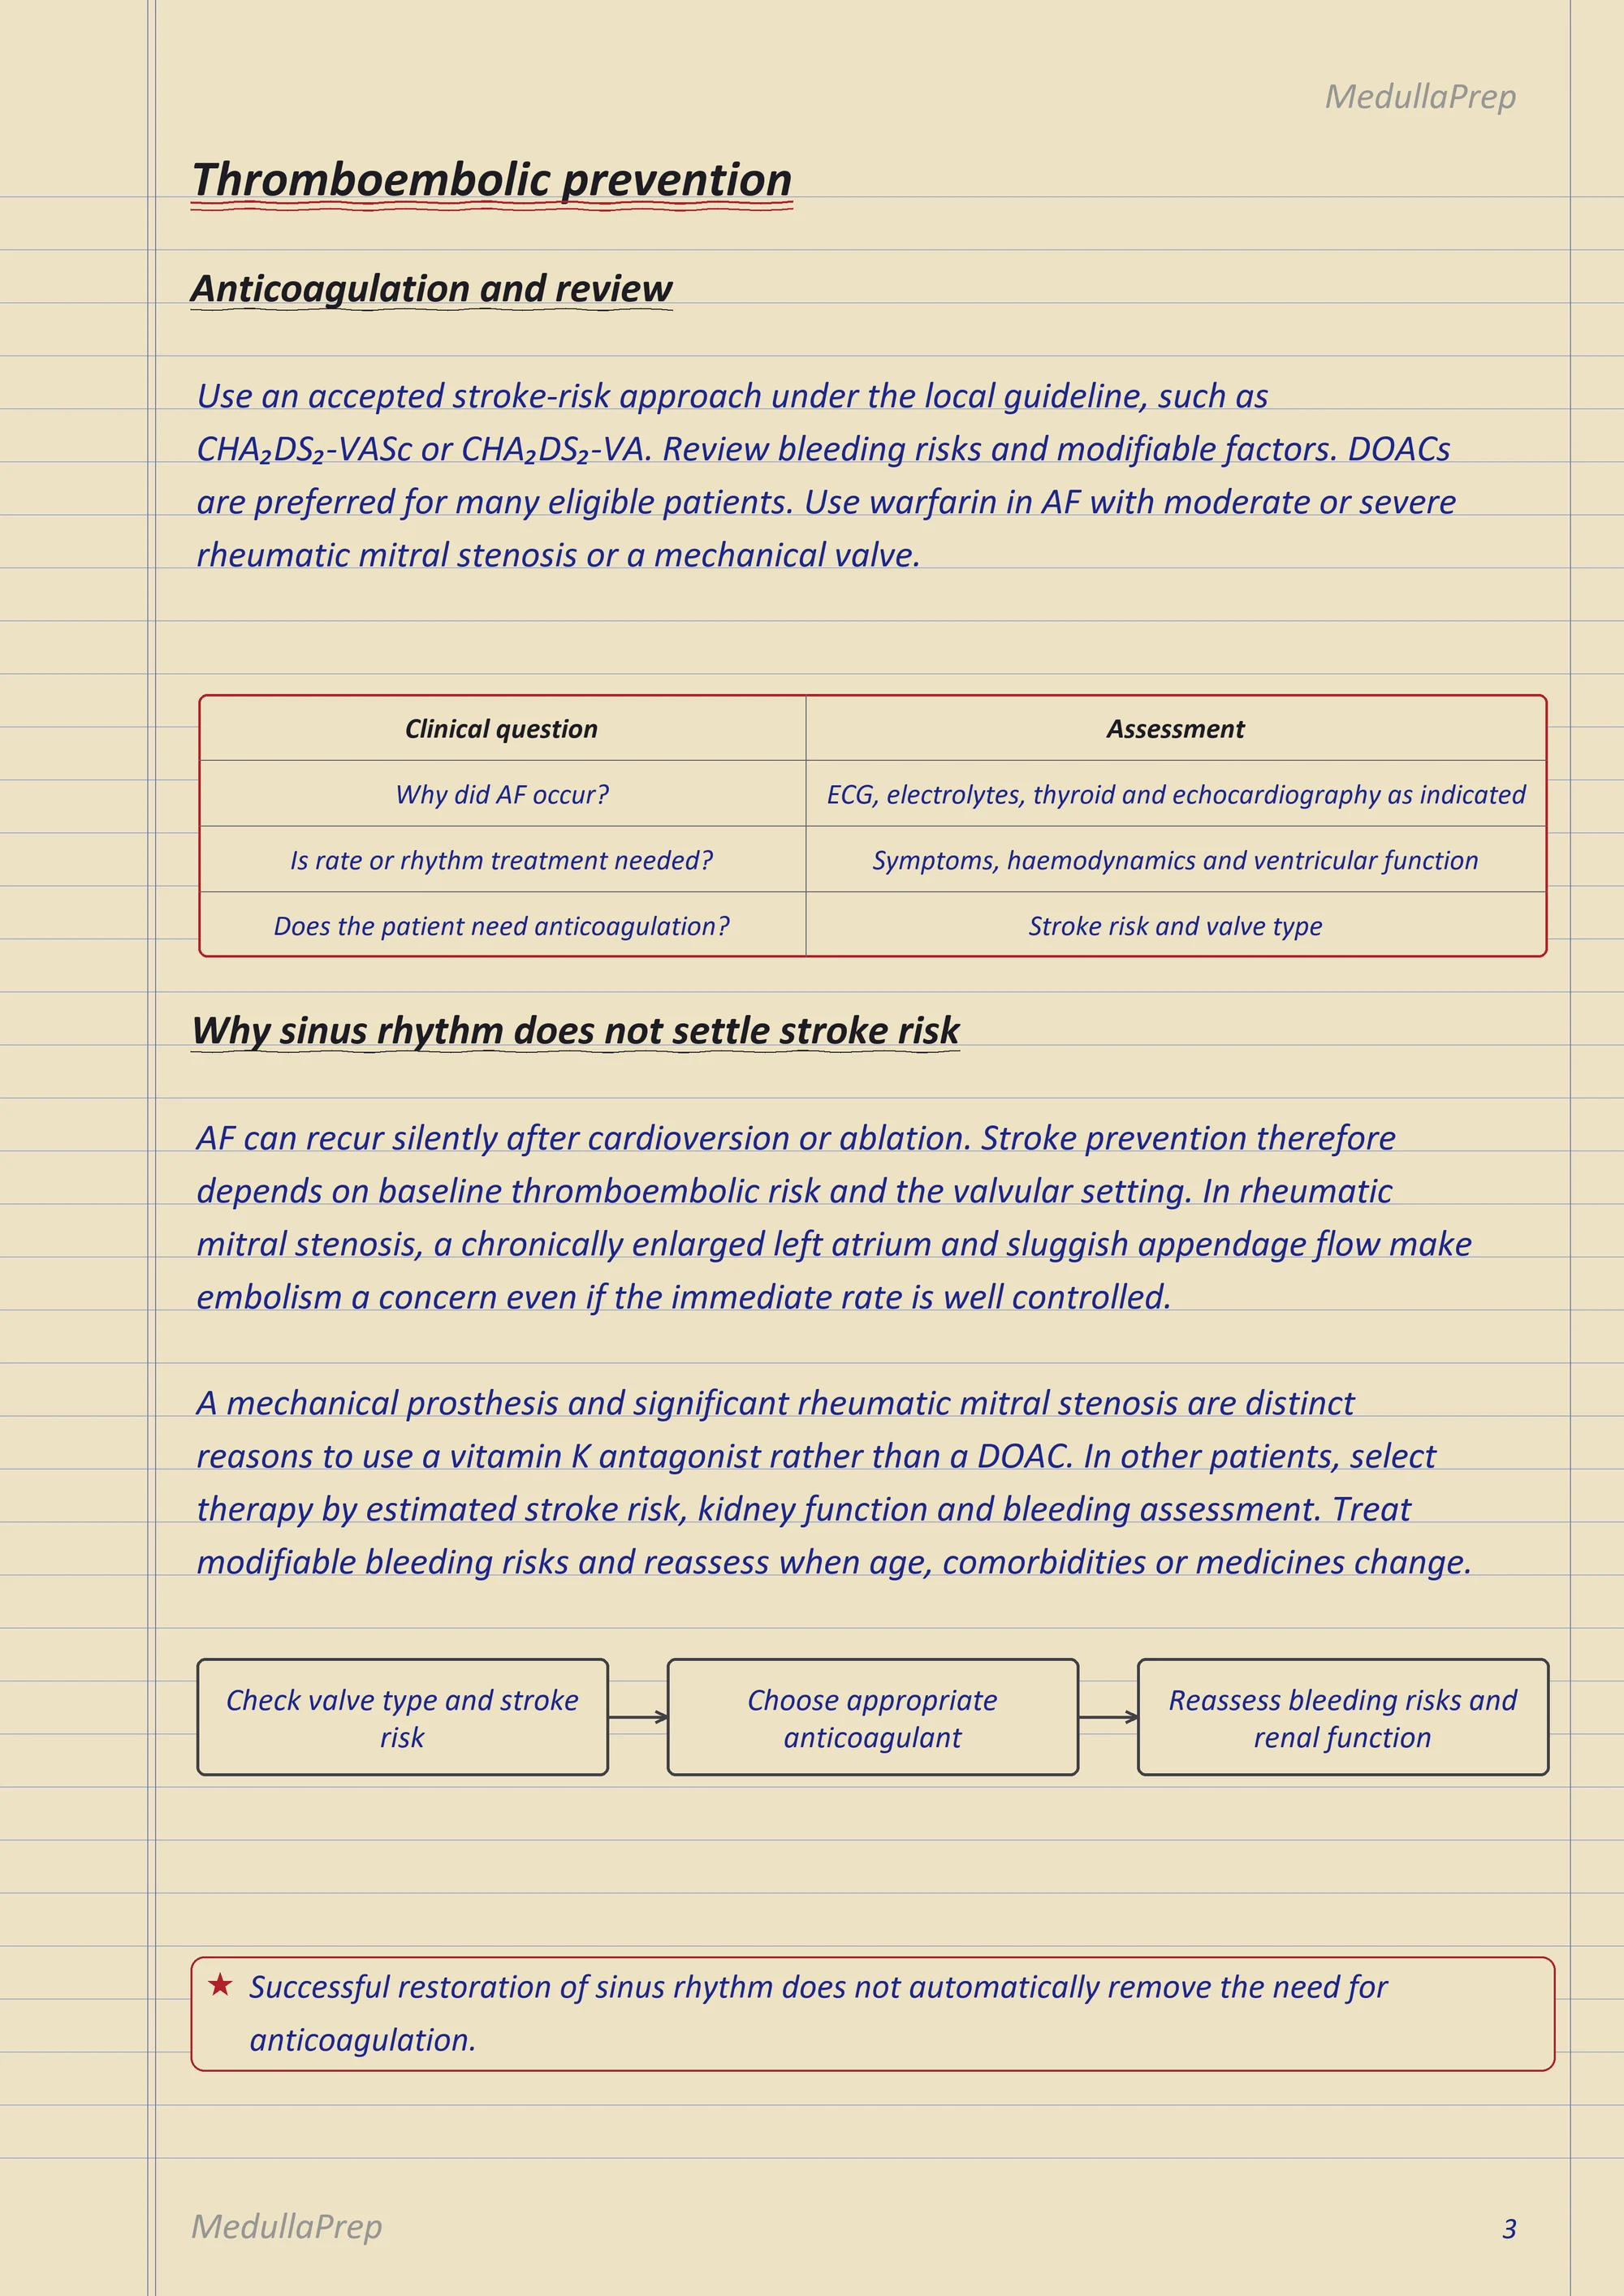 MedullaPrep
Thromboembolic prevention
Anticoagulation and review
Use an accepted stroke-risk approach under the local guideline, such as
CHA₂DS₂-VASc or CHA₂DS₂-VA. Review bleeding risks and modifiable factors. DOACs
are preferred for many eligible patients. Use warfarin in AF with moderate or severe
rheumatic mitral stenosis or a mechanical valve.
Clinical question Assessment
Why did AF occur? ECG, electrolytes, thyroid and echocardiography as indicated
Is rate or rhythm treatment needed? Symptoms, haemodynamics and ventricular function
Does the patient need anticoagulation? Stroke risk and valve type
Why sinus rhythm does not settle stroke risk
AF can recur silently after cardioversion or ablation. Stroke prevention therefore
depends on baseline thromboembolic risk and the valvular setting. In rheumatic
mitral stenosis, a chronically enlarged left atrium and sluggish appendage flow make
embolism a concern even if the immediate rate is well controlled.
A mechanical prosthesis and significant rheumatic mitral stenosis are distinct
reasons to use a vitamin K antagonist rather than a DOAC. In other patients, select
therapy by estimated stroke risk, kidney function and bleeding assessment. Treat
modifiable bleeding risks and reassess when age, comorbidities or medicines change.
Check valve type and stroke
risk
Choose appropriate
anticoagulant
Reassess bleeding risks and
renal function
★ Successful restoration of sinus rhythm does not automatically remove the need for
anticoagulation.
MedullaPrep 3